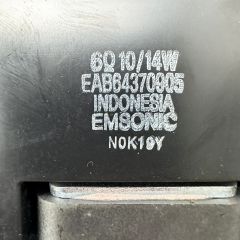 6Ω 10/14W
EAB64370905
INDONESIA
EMSONIC
N0K19Y